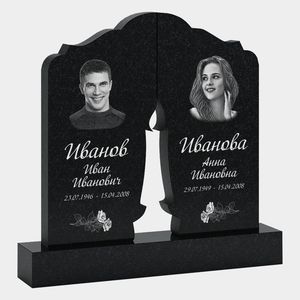 Иванов
Иван
Иванович
23.07.1946 - 15.04.2008
Иванова
Анна
Ивановна
29.07.1949 - 15.04.2008